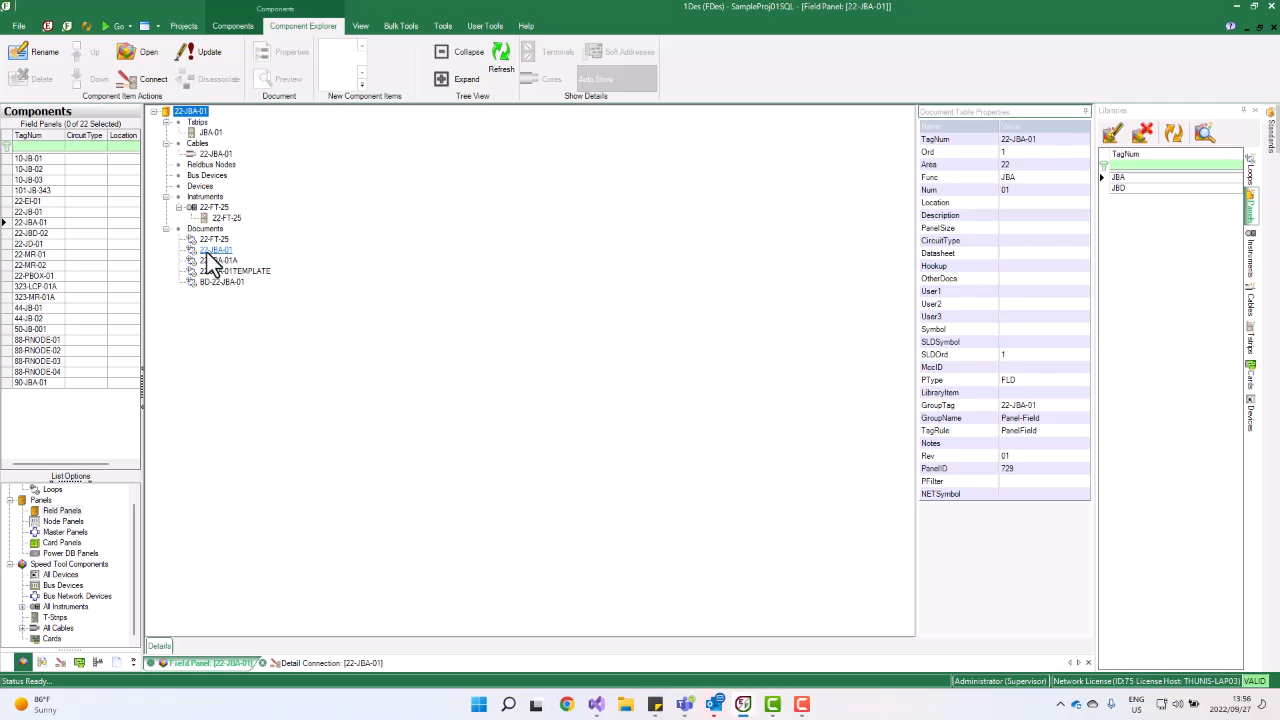 Components
1Des (FDes) - SampleProj01SQL - [Field Panel: [22-JBA-01]]
File Go Projects Components Component Explorer View Bulk Tools Tools User Tools Help
Rename Up Open Update Properties Collapse Refresh Terminals Soft Addresses
Delete Down Connect Disassociate Preview Expand Cores Auto Show
Component Item Actions Document New Component Items Tree View Show Details
Components
Field Panels (0 of 22 Selected)
TagNum CircuitType Location
10-JB-01
10-JB-02
10-JB-03
101-JB-343
22-EI-01
22-JB-01
22-JBA-01
22-JBD-02
22-JD-01
22-MR-01
22-MR-02
22-PBOX-01
323-LCP-01A
323-MR-01A
44-JB-01
44-JB-02
50-JB-001
88-RNODE-01
88-RNODE-02
88-RNODE-03
88-RNODE-04
90-JBA-01
List Options
Loops
Panels
Field Panels
Node Panels
Master Panels
Card Panels
Power DB Panels
Speed Tool Components
All Devices
Bus Devices
Bus Network Devices
All Instruments
T-Strips
All Cables
Cards
22-JBA-01
Tstrips
JBA-01
Cables
22-JBA-01
Fieldbus Nodes
Bus Devices
Devices
Instruments
22-FT-25
22-FT-25
Documents
22-FT-25
22-JBA-01
BA-01A
01TEMPLATE
BD-22-JBA-01
Details
Field Panel: [22-JBA-01] Detail Connection: [22-JBA-01]
Document Table Properties
Name Value
TagNum 22-JBA-01
Ord 1
Area 22
Func JBA
Num 01
Location
Description
PanelSize
CircuitType
Datasheet
Hookup
OtherDocs
User1
User2
User3
Symbol
SLDSymbol
SLDOrd 1
MccID
PType FLD
LibraryItem
GroupTag 22-JBA-01
GroupName Panel-Field
TagRule PanelField
Notes
Rev 01
PanelID 729
PFilter
NETSymbol
Libraries
TagNum
JBA
JBD
Standards
Loops
Panels
Instruments
Cables
Tstrips
Cards
Devices
Status Ready... Administrator (Supervisor) Network License (ID:75 License Host: THUNIS-LAP03) VALID
86°F
Sunny
ENG
US
13:56
2022/09/27